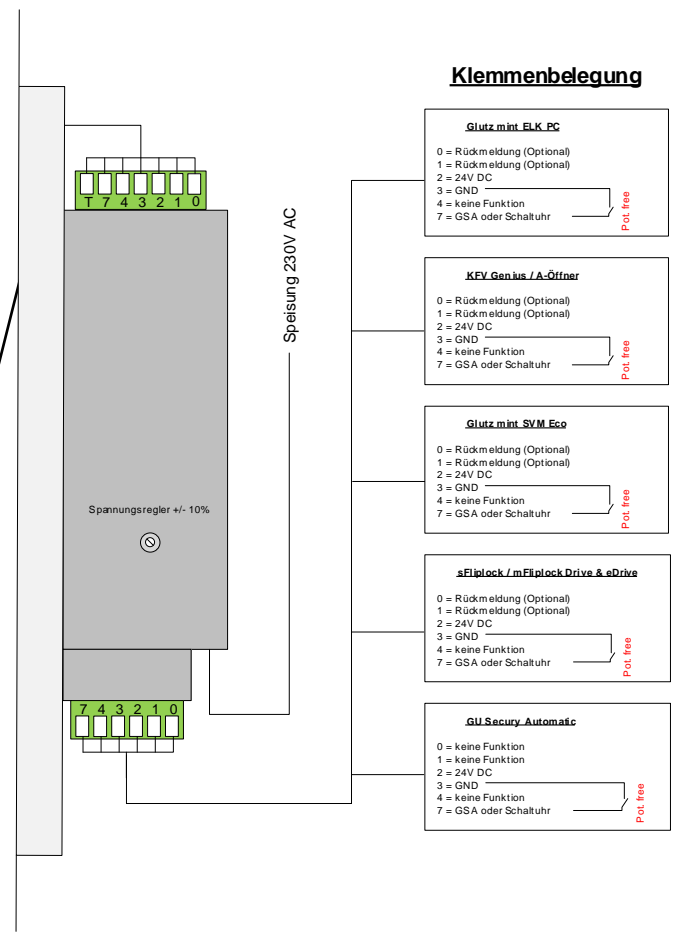 Klemmenbelegung
T 7 4 3 2 1 0
Spannungsregler +/- 10%
7 4 3 2 1 0
Speisung 230V AC
Glutz mint ELK PC
0 = Rückmeldung (Optional)
1 = Rückmeldung (Optional)
2 = 24V DC
3 = GND
4 = keine Funktion
7 = GSA oder Schaltuhr
Pot. free
KFV Genius / A-Öffner
0 = Rückmeldung (Optional)
1 = Rückmeldung (Optional)
2 = 24V DC
3 = GND
4 = keine Funktion
7 = GSA oder Schaltuhr
Pot. free
Glutz mint SVM Eco
0 = Rückmeldung (Optional)
1 = Rückmeldung (Optional)
2 = 24V DC
3 = GND
4 = keine Funktion
7 = GSA oder Schaltuhr
Pot. free
sFliplock / mFliplock Drive & eDrive
0 = Rückmeldung (Optional)
1 = Rückmeldung (Optional)
2 = 24V DC
3 = GND
4 = keine Funktion
7 = GSA oder Schaltuhr
Pot. free
GU Secury Automatic
0 = keine Funktion
1 = keine Funktion
2 = 24V DC
3 = GND
4 = keine Funktion
7 = GSA oder Schaltuhr
Pot. free